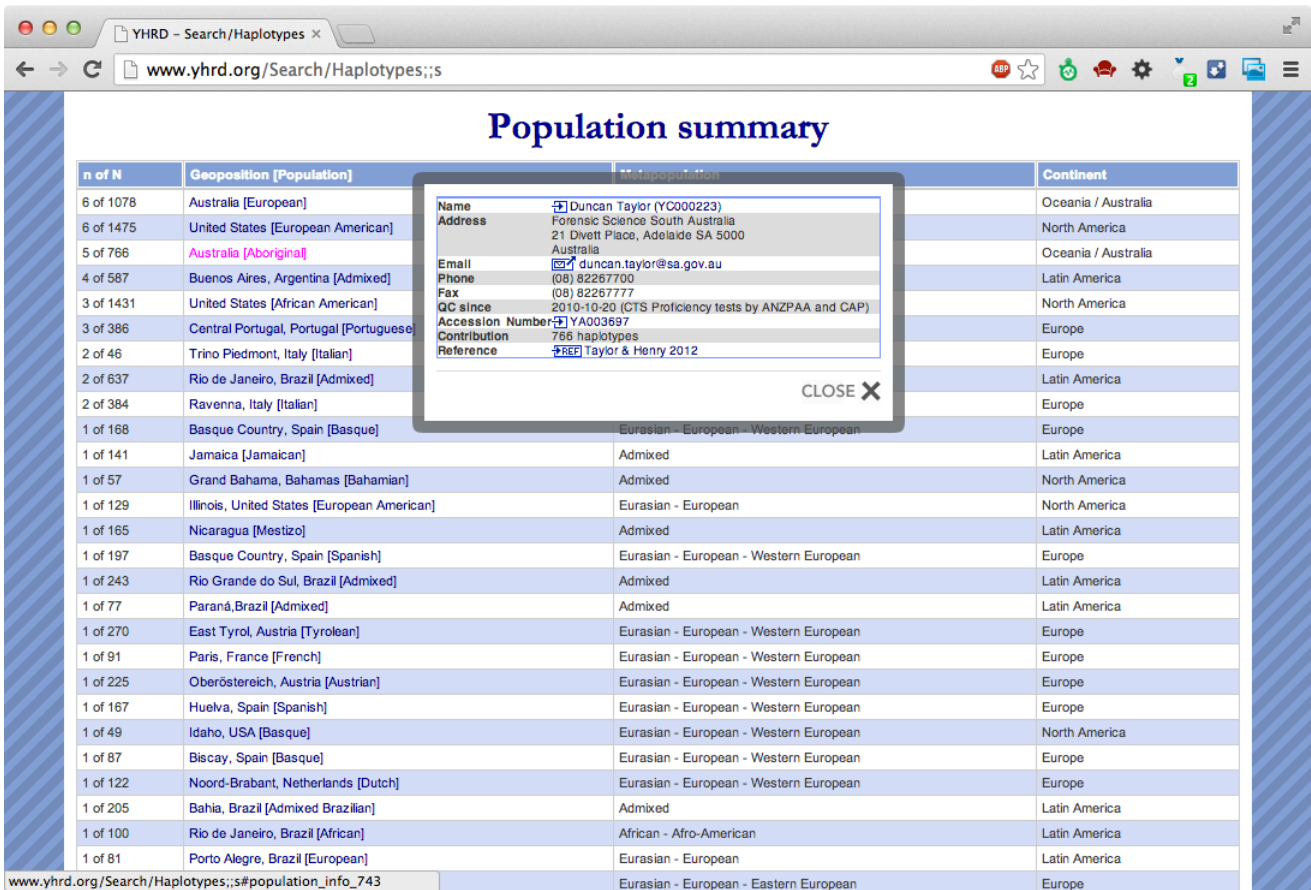 YHRD – Search/Haplotypes ×
www.yhrd.org/Search/Haplotypes;;s
ABP
2
Population summary
n of N Geoposition [Population] Metapopulation Continent
6 of 1078 Australia [European] Oceania / Australia
6 of 1475 United States [European American] North America
5 of 766 Australia [Aboriginal] Oceania / Australia
4 of 587 Buenos Aires, Argentina [Admixed] Latin America
3 of 1431 United States [African American] North America
3 of 386 Central Portugal, Portugal [Portuguese] Europe
2 of 46 Trino Piedmont, Italy [Italian] Europe
2 of 637 Rio de Janeiro, Brazil [Admixed] Latin America
2 of 384 Ravenna, Italy [Italian] Europe
Name Duncan Taylor (YC000223)
Address Forensic Science South Australia
21 Divett Place, Adelaide SA 5000
Australia
Email duncan.taylor@sa.gov.au
Phone (08) 82267700
Fax (08) 82267777
QC since 2010-10-20 (CTS Proficiency tests by ANZPAA and CAP)
Accession Number YA003697
Contribution 766 haplotypes
Reference REF Taylor & Henry 2012
CLOSE X
1 of 168 Basque Country, Spain [Basque] Eurasian - European - Western European Europe
1 of 141 Jamaica [Jamaican] Admixed Latin America
1 of 57 Grand Bahama, Bahamas [Bahamian] Admixed North America
1 of 129 Illinois, United States [European American] Eurasian - European North America
1 of 165 Nicaragua [Mestizo] Admixed Latin America
1 of 197 Basque Country, Spain [Spanish] Eurasian - European - Western European Europe
1 of 243 Rio Grande do Sul, Brazil [Admixed] Admixed Latin America
1 of 77 Paraná,Brazil [Admixed] Admixed Latin America
1 of 270 East Tyrol, Austria [Tyrolean] Eurasian - European - Western European Europe
1 of 91 Paris, France [French] Eurasian - European - Western European Europe
1 of 225 Oberöstereich, Austria [Austrian] Eurasian - European - Western European Europe
1 of 167 Huelva, Spain [Spanish] Eurasian - European - Western European Europe
1 of 49 Idaho, USA [Basque] Eurasian - European - Western European North America
1 of 87 Biscay, Spain [Basque] Eurasian - European - Western European Europe
1 of 122 Noord-Brabant, Netherlands [Dutch] Eurasian - European - Western European Europe
1 of 205 Bahia, Brazil [Admixed Brazilian] Admixed Latin America
1 of 100 Rio de Janeiro, Brazil [African] African - Afro-American Latin America
1 of 81 Porto Alegre, Brazil [European] Eurasian - European Latin America
www.yhrd.org/Search/Haplotypes;;s#population_info_743 Eurasian - European - Eastern European Europe